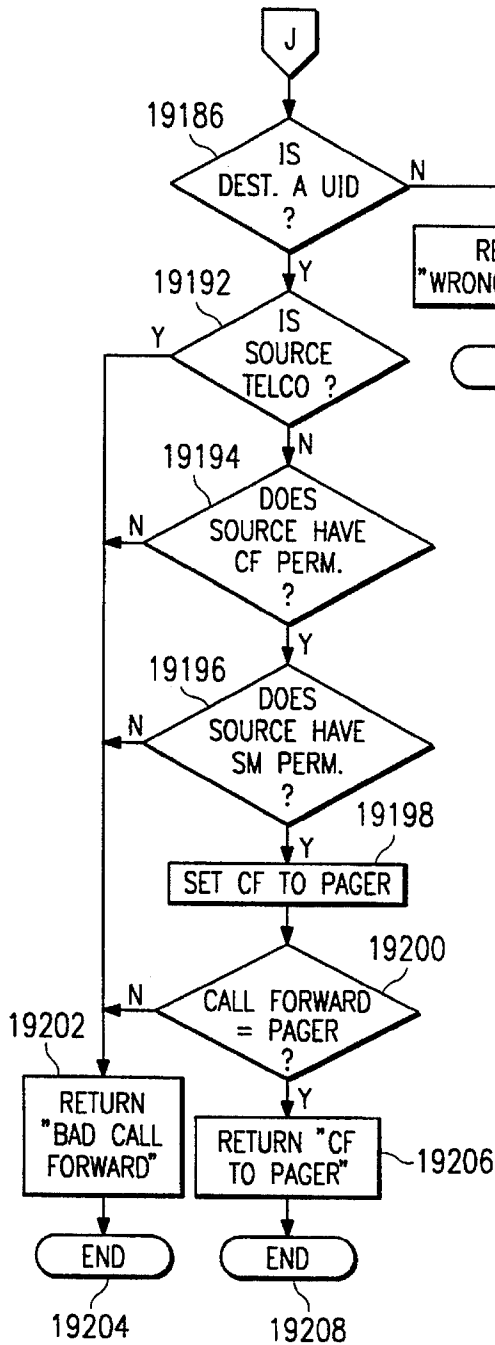 J
19186
IS
DEST. A UID
?
N
Y
"WRONG
19192
IS
SOURCE
TELCO ?
Y
N
19194
DOES
SOURCE HAVE
CF PERM.
?
N
Y
19196
DOES
SOURCE HAVE
SM PERM.
?
N
Y
19198
SET CF TO PAGER
19200
CALL FORWARD
= PAGER
?
N
Y
19202
RETURN
"BAD CALL
FORWARD"
RETURN "CF
TO PAGER"
19206
END
19204
END
19208